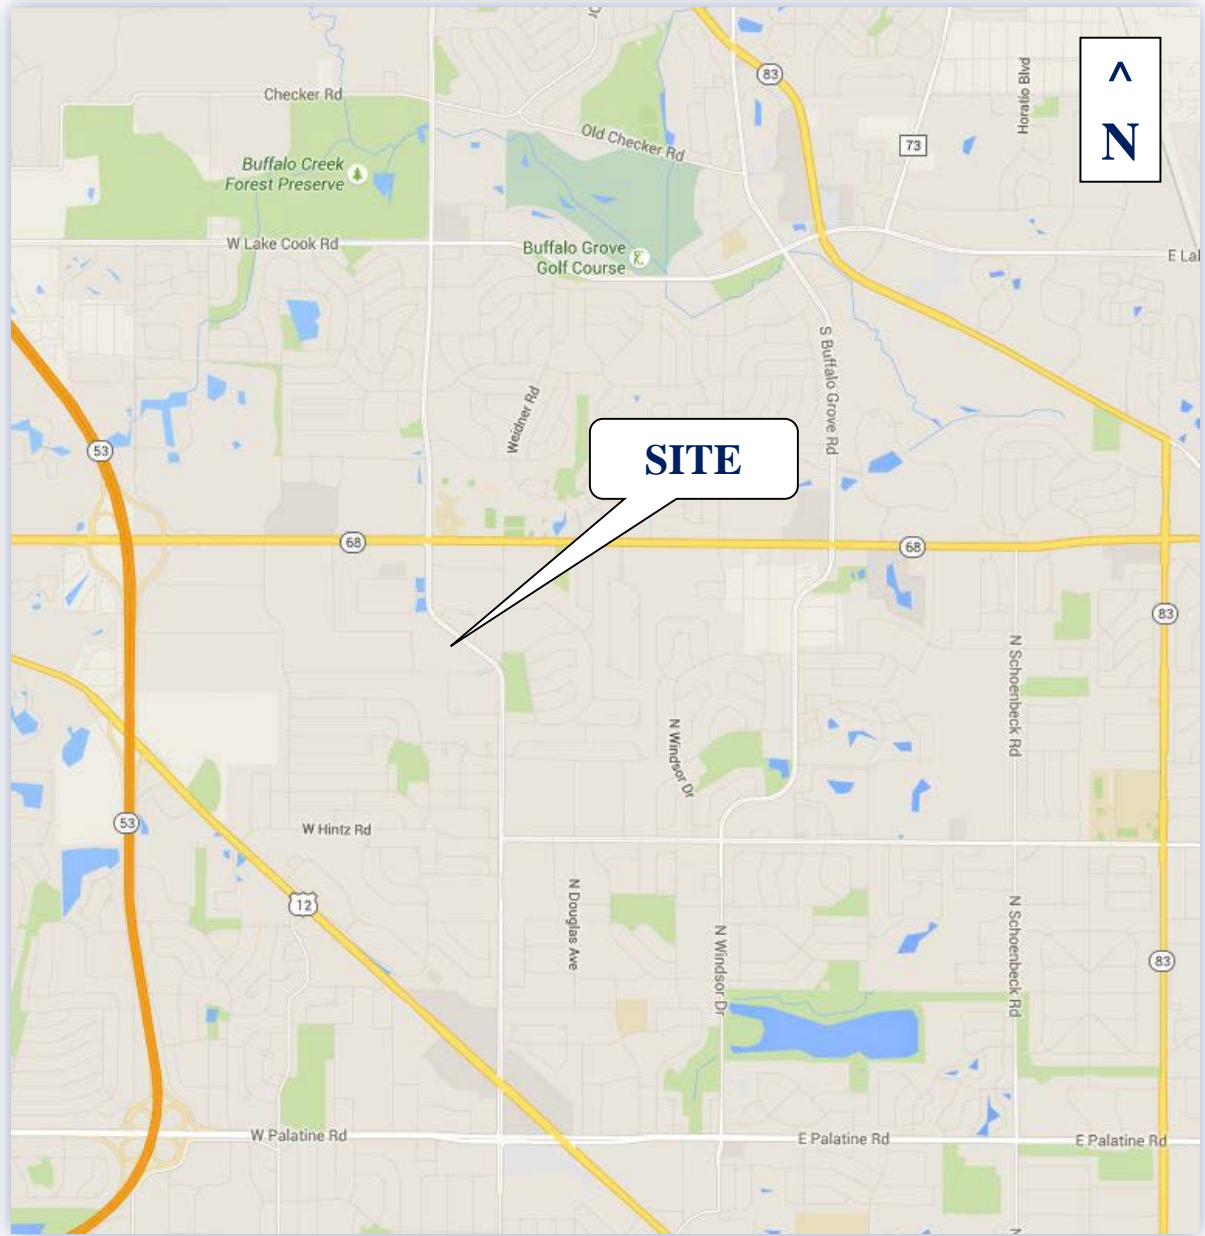 83
^
N
Horatio Blvd
Checker Rd
Old Checker Rd
73
Buffalo Creek
Forest Preserve
W Lake Cook Rd
Buffalo Grove
Golf Course
E Lak
S Buffalo Grove Rd
Weidner Rd
53
SITE
68
68
83
N Schoenbeck Rd
N Windsor Dr
53
W Hintz Rd
12
N Douglas Ave
N Windsor Dr
N Schoenbeck Rd
83
W Palatine Rd
E Palatine Rd
E Palatine Rd
N